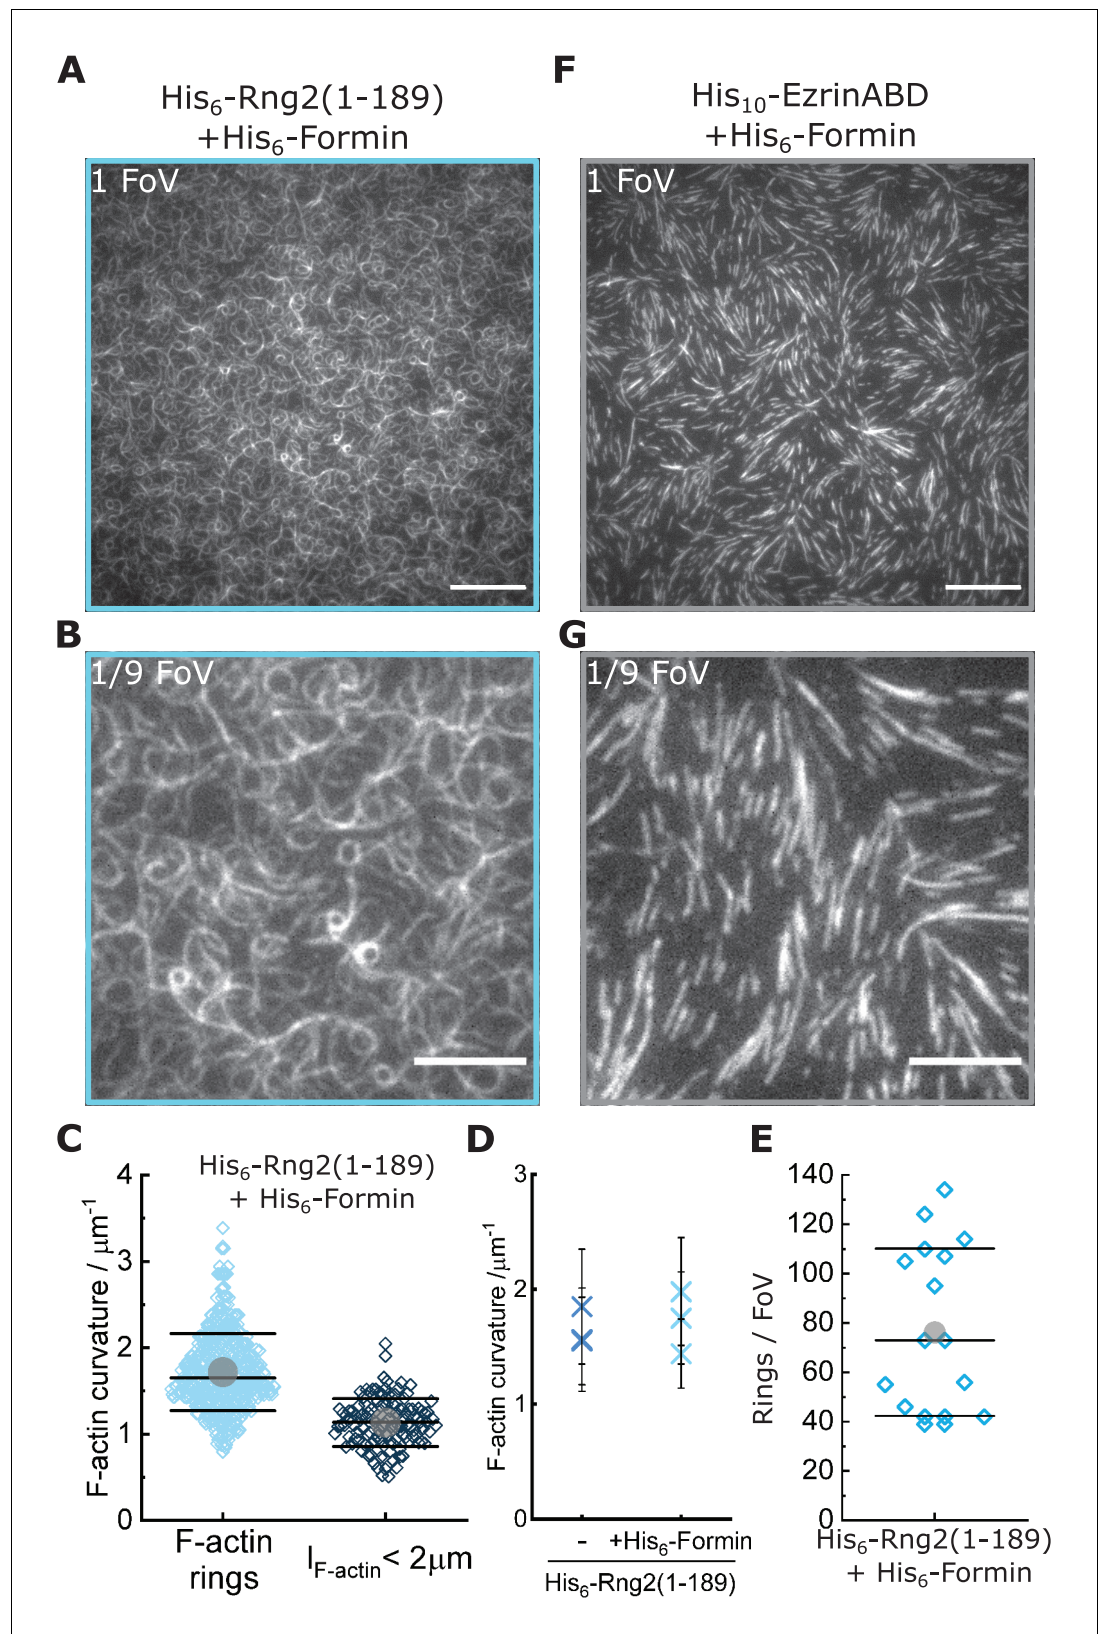 A
His₆-Rng2(1-189)
+His₆-Formin
1 FoV
F
His₁₀-EzrinABD
+His₆-Formin
1 FoV
B
1/9 FoV
G
1/9 FoV
C
His₆-Rng2(1-189)
+ His₆-Formin
F-actin curvature / μm⁻¹
4
3
2
1
0
F-actin
rings
l_F-actin < 2μm
D
F-actin curvature /μm⁻¹
3
2
1
0
- +His₆-Formin
His₆-Rng2(1-189)
E
Rings / FoV
140
120
100
80
60
40
20
0
His₆-Rng2(1-189)
+ His₆-Formin